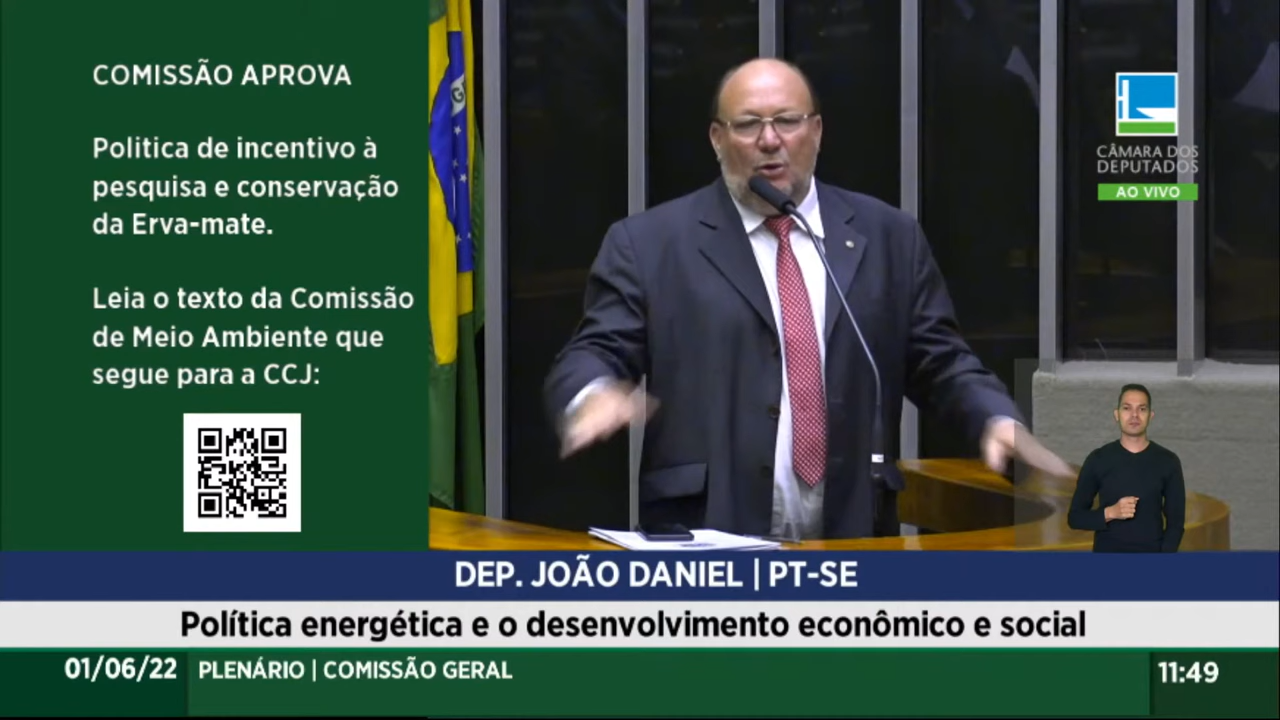 COMISSÃO APROVA
Politica de incentivo à
pesquisa e conservação
da Erva-mate.
Leia o texto da Comissão
de Meio Ambiente que
segue para a CCJ:
CÂMARA DOS
DEPUTADOS
AO VIVO
DEP. JOÃO DANIEL | PT-SE
Política energética e o desenvolvimento econômico e social
01/06/22 PLENÁRIO | COMISSÃO GERAL 11:49